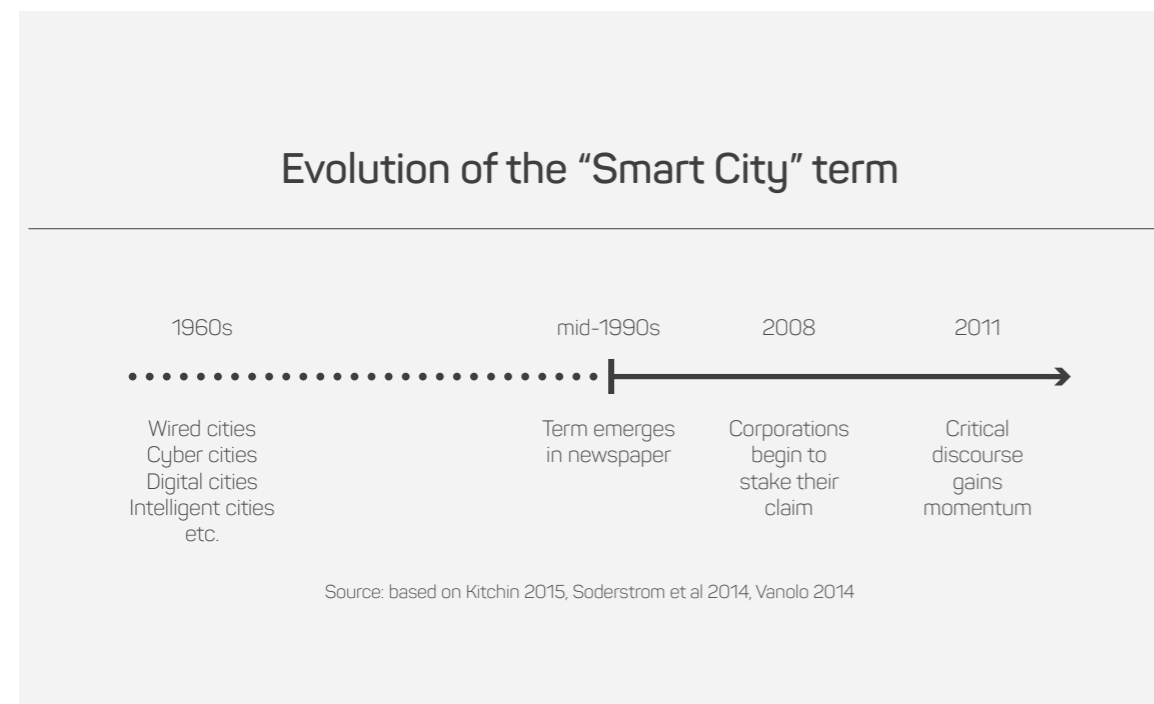 Evolution of the “Smart City” term
1960s
mid-1990s
2008
2011
Wired cities
Cyber cities
Digital cities
Intelligent cities
etc.
Term emerges
in newspaper
Corporations
begin to
stake their
claim
Critical
discourse
gains
momentum
Source: based on Kitchin 2015, Soderstrom et al 2014, Vanolo 2014